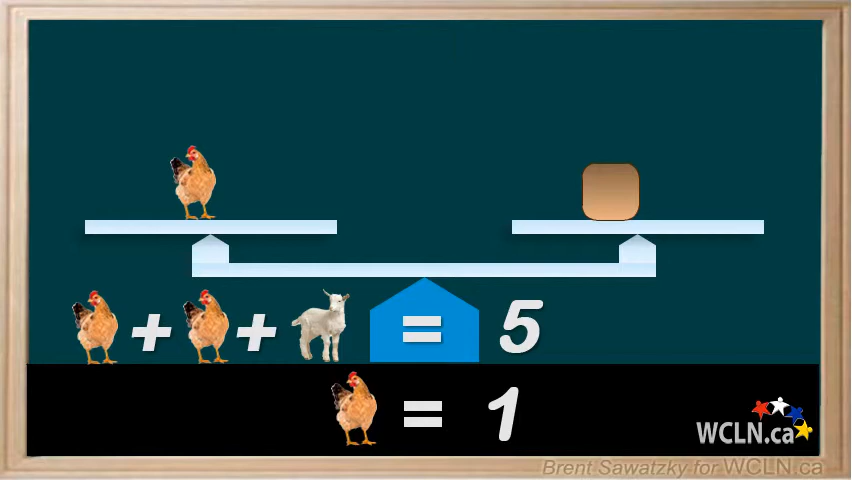 + + = 5
= 1
WCLN.ca
Brent Sawatzky for WCLN.ca